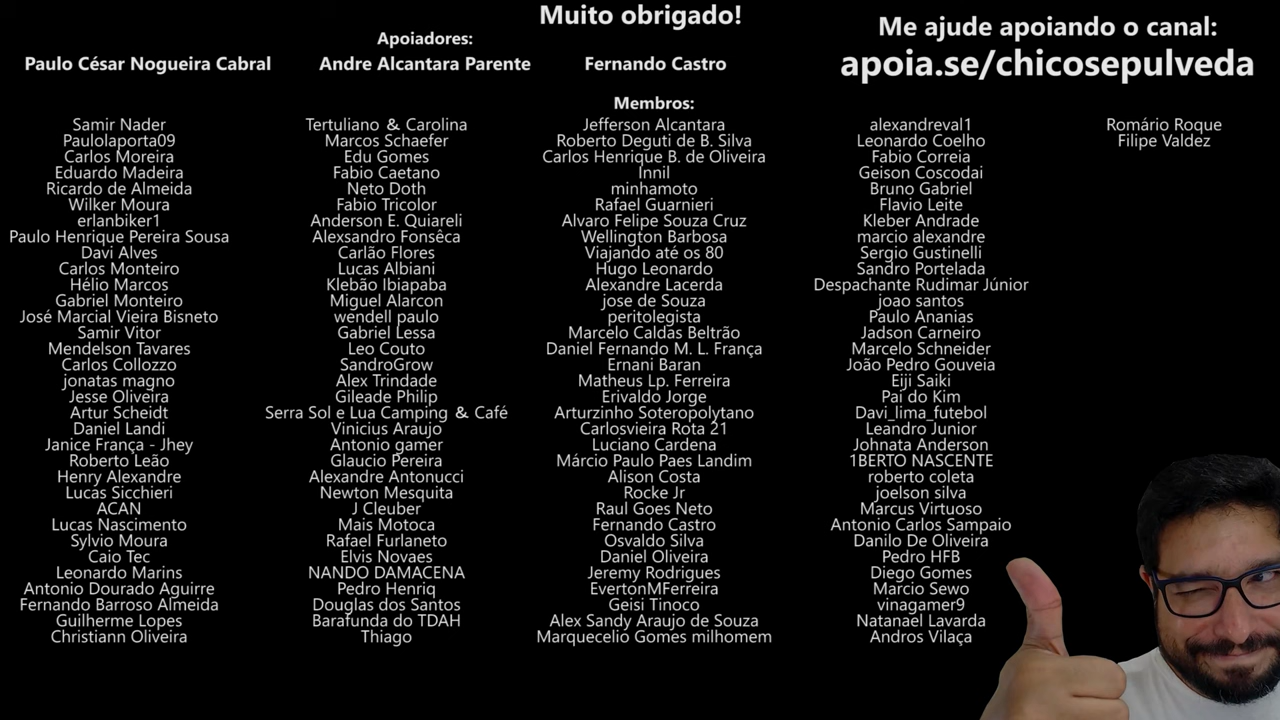 Muito obrigado!
Apoiadores:
Paulo César Nogueira Cabral
Andre Alcantara Parente
Fernando Castro
Me ajude apoiando o canal:
apoia.se/chicosepulveda
Membros:
Samir Nader
Paulolaporta09
Carlos Moreira
Eduardo Madeira
Ricardo de Almeida
Wilker Moura
erlanbiker1
Paulo Henrique Pereira Sousa
Davi Alves
Carlos Monteiro
Hélio Marcos
Gabriel Monteiro
José Marcial Vieira Bisneto
Samir Vitor
Mendelson Tavares
Carlos Collozzo
jonatas magno
Jesse Oliveira
Artur Scheidt
Daniel Landi
Janice França - Jhey
Roberto Leão
Henry Alexandre
Lucas Sicchieri
ACAN
Lucas Nascimento
Sylvio Moura
Caio Tec
Leonardo Marins
Antonio Dourado Aguirre
Fernando Barroso Almeida
Guilherme Lopes
Christiann Oliveira
Tertuliano & Carolina
Marcos Schaefer
Edu Gomes
Fabio Caetano
Neto Doth
Fabio Tricolor
Anderson E. Quiareli
Alexsandro Fonsêca
Carlão Flores
Lucas Albiani
Klebão Ibiapaba
Miguel Alarcon
wendell paulo
Gabriel Lessa
Leo Couto
SandroGrow
Alex Trindade
Gileade Philip
Serra Sol e Lua Camping & Café
Vinicius Araujo
Antonio gamer
Glaucio Pereira
Alexandre Antonucci
Newton Mesquita
J Cleuber
Mais Motoca
Rafael Furlaneto
Elvis Novaes
NANDO DAMACENA
Pedro Henriq
Douglas dos Santos
Barafunda do TDAH
Thiago
Jefferson Alcantara
Roberto Deguti de B. Silva
Carlos Henrique B. de Oliveira
Innil
minhamoto
Rafael Guarnieri
Alvaro Felipe Souza Cruz
Wellington Barbosa
Viajando até os 80
Hugo Leonardo
Alexandre Lacerda
jose de Souza
peritolegista
Marcelo Caldas Beltrão
Daniel Fernando M. L. França
Ernani Baran
Matheus Lp. Ferreira
Erivaldo Jorge
Arturzinho Soteropolytano
Carlosvieira Rota 21
Luciano Cardena
Márcio Paulo Paes Landim
Alison Costa
Rocke Jr
Raul Goes Neto
Fernando Castro
Osvaldo Silva
Daniel Oliveira
Jeremy Rodrigues
EvertonMFerreira
Geisi Tinoco
Alex Sandy Araujo de Souza
Marquecelio Gomes milhomem
alexandreval1
Leonardo Coelho
Fabio Correia
Geison Coscodai
Bruno Gabriel
Flavio Leite
Kleber Andrade
marcio alexandre
Sergio Gustinelli
Sandro Portelada
Despachante Rudimar Júnior
joao santos
Paulo Ananias
Jadson Carneiro
Marcelo Schneider
João Pedro Gouveia
Eiji Saiki
Pai do Kim
Davi_lima_futebol
Leandro Junior
Johnata Anderson
1BERTO NASCENTE
roberto coleta
joelson silva
Marcus Virtuoso
Antonio Carlos Sampaio
Danilo De Oliveira
Pedro HFB
Diego Gomes
Marcio Sewo
vinagamer9
Natanael Lavarda
Andros Vilaça
Romário Roque
Filipe Valdez